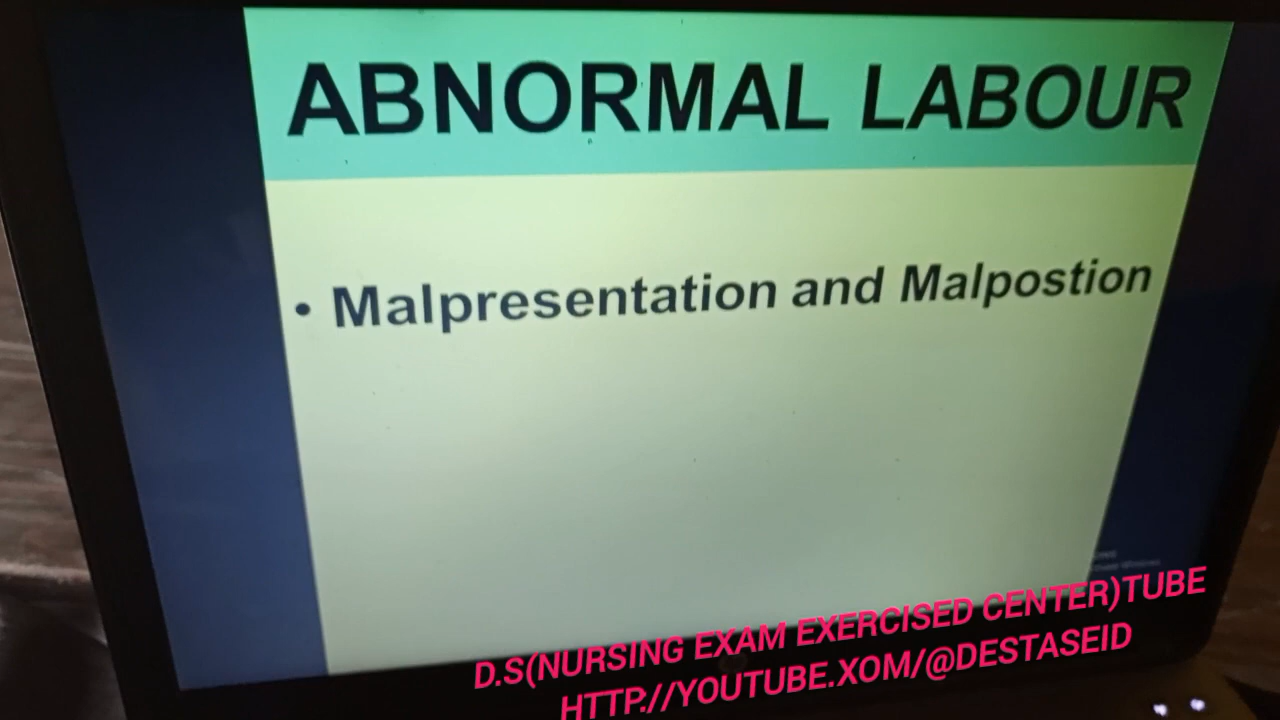 ABNORMAL LABOUR
• Malpresentation and Malpostion
D.S(NURSING EXAM EXERCISED CENTER)TUBE
HTTP.//YOUTUBE.XOM/@DESTASEID